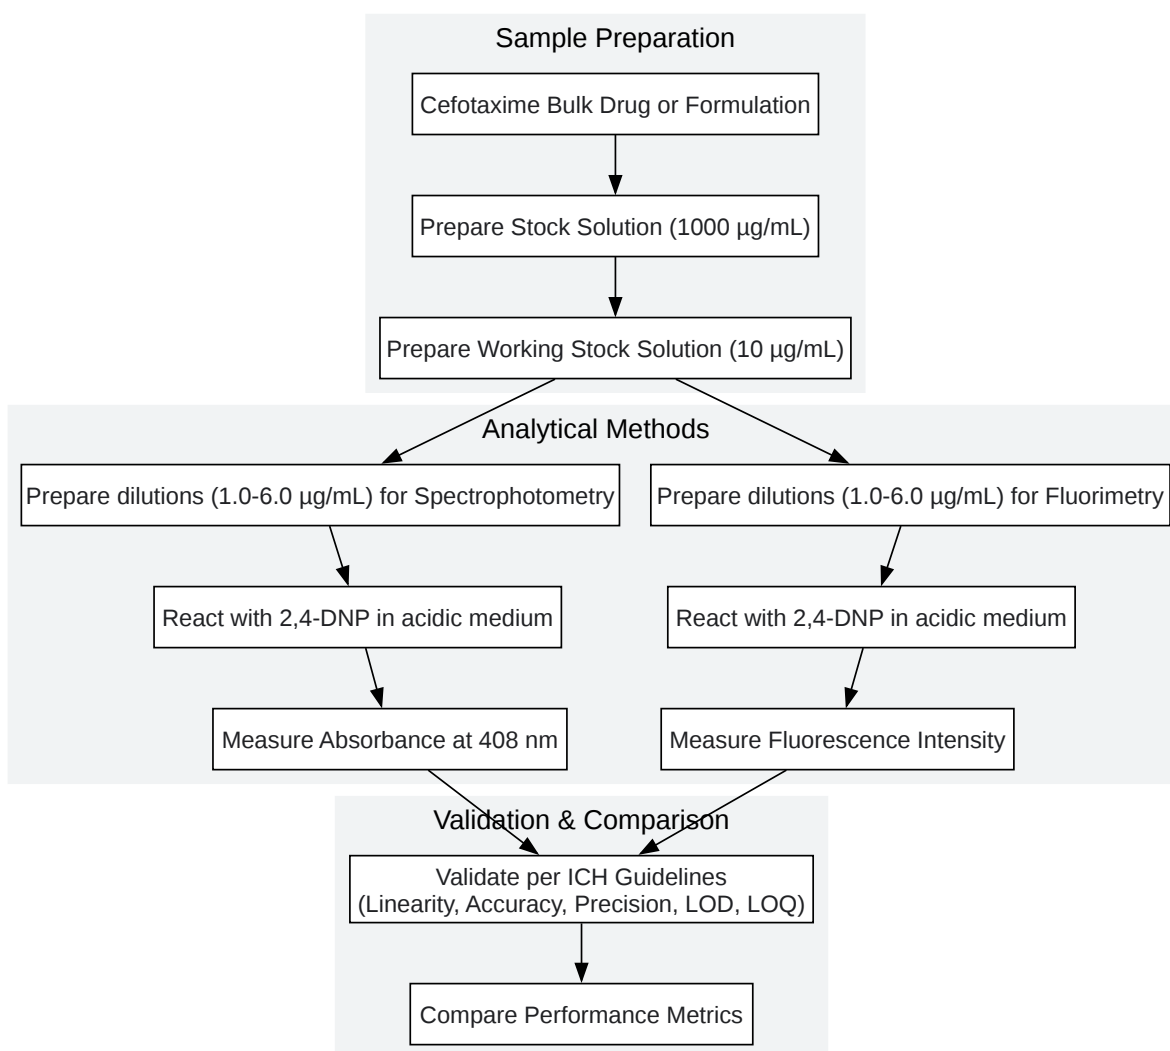 Sample Preparation
Cefotaxime Bulk Drug or Formulation
Prepare Stock Solution (1000 µg/mL)
Prepare Working Stock Solution (10 µg/mL)
Analytical Methods
Prepare dilutions (1.0-6.0 µg/mL) for Spectrophotometry
Prepare dilutions (1.0-6.0 µg/mL) for Fluorimetry
React with 2,4-DNP in acidic medium
React with 2,4-DNP in acidic medium
Measure Absorbance at 408 nm
Measure Fluorescence Intensity
Validation & Comparison
Validate per ICH Guidelines
(Linearity, Accuracy, Precision, LOD, LOQ)
Compare Performance Metrics